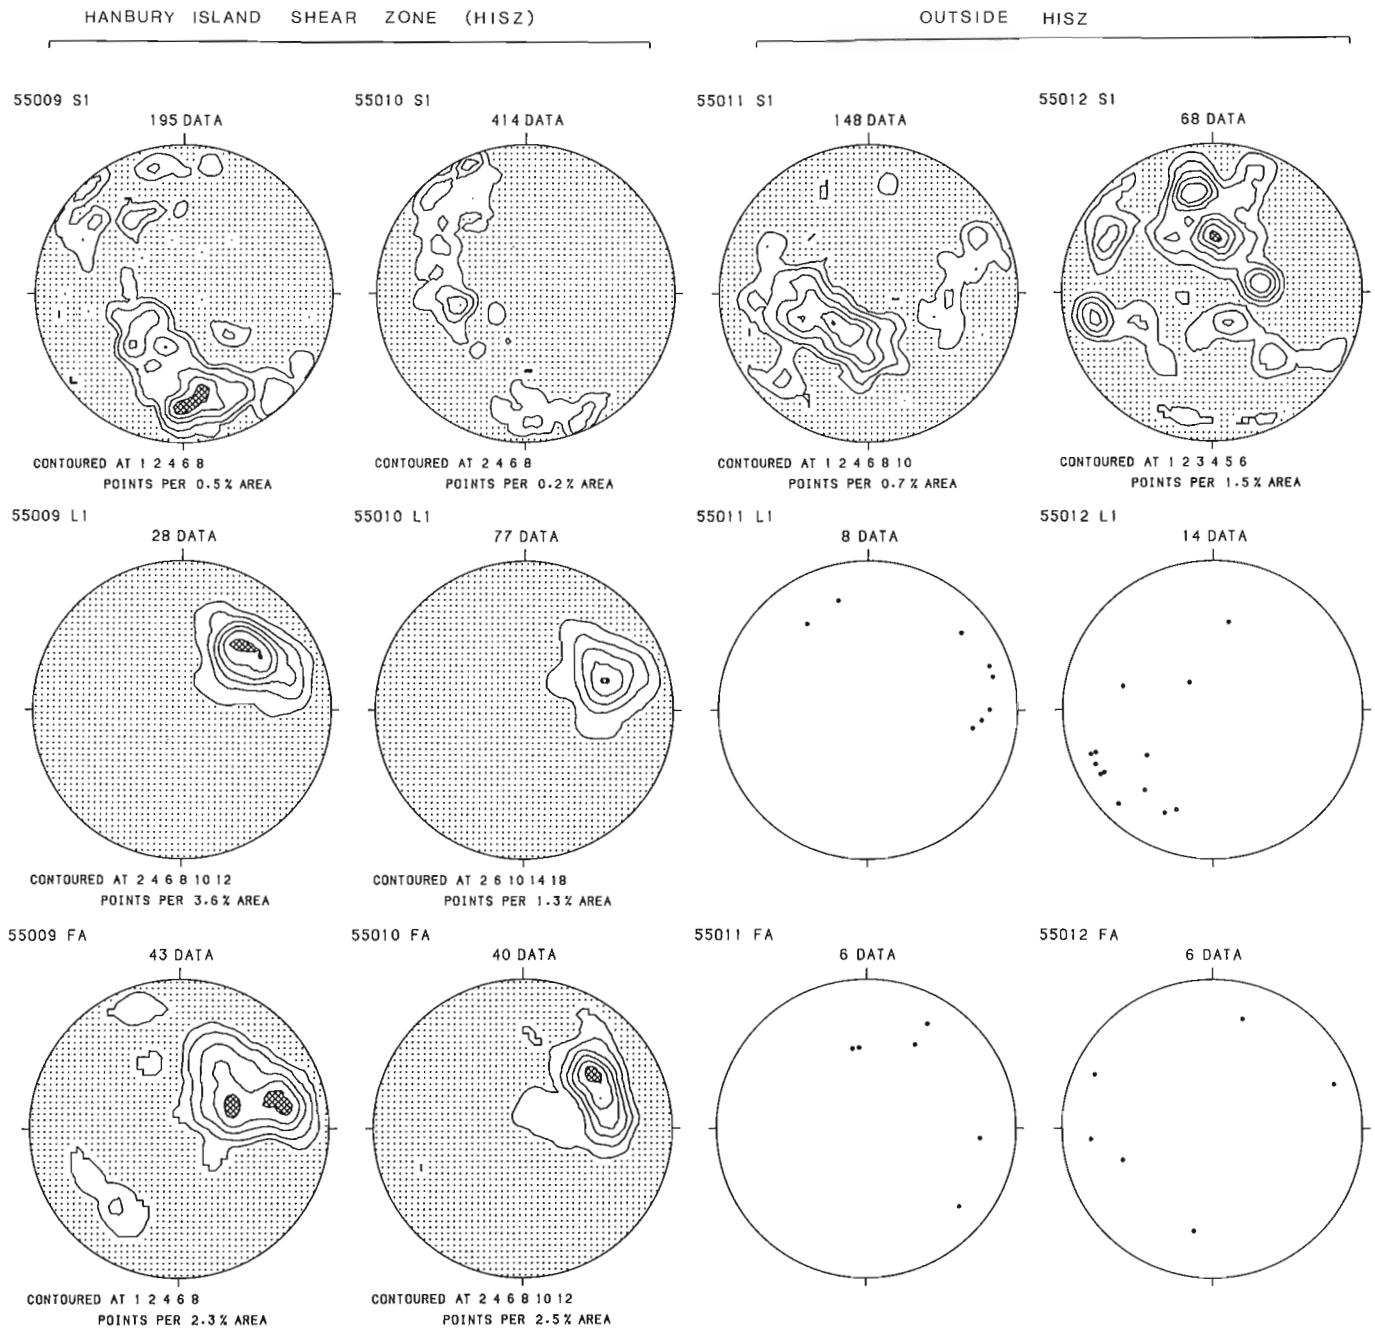 HANBURY ISLAND SHEAR ZONE (HISZ)
OUTSIDE HISZ
55009 S1
195 DATA
CONTOURED AT 1 2 4 6 8
POINTS PER 0.5% AREA
55010 S1
414 DATA
CONTOURED AT 2 4 6 8
POINTS PER 0.2% AREA
55011 S1
148 DATA
CONTOURED AT 1 2 4 6 8 10
POINTS PER 0.7% AREA
55012 S1
68 DATA
CONTOURED AT 1 2 3 4 5 6
POINTS PER 1.5% AREA
55009 L1
28 DATA
CONTOURED AT 2 4 6 8 10 12
POINTS PER 3.6% AREA
55010 L1
77 DATA
CONTOURED AT 2 6 10 14 18
POINTS PER 1.3% AREA
55011 L1
8 DATA
55012 L1
14 DATA
55009 FA
43 DATA
CONTOURED AT 1 2 4 6 8
POINTS PER 2.3% AREA
55010 FA
40 DATA
CONTOURED AT 2 4 6 8 10 12
POINTS PER 2.5% AREA
55011 FA
6 DATA
55012 FA
6 DATA